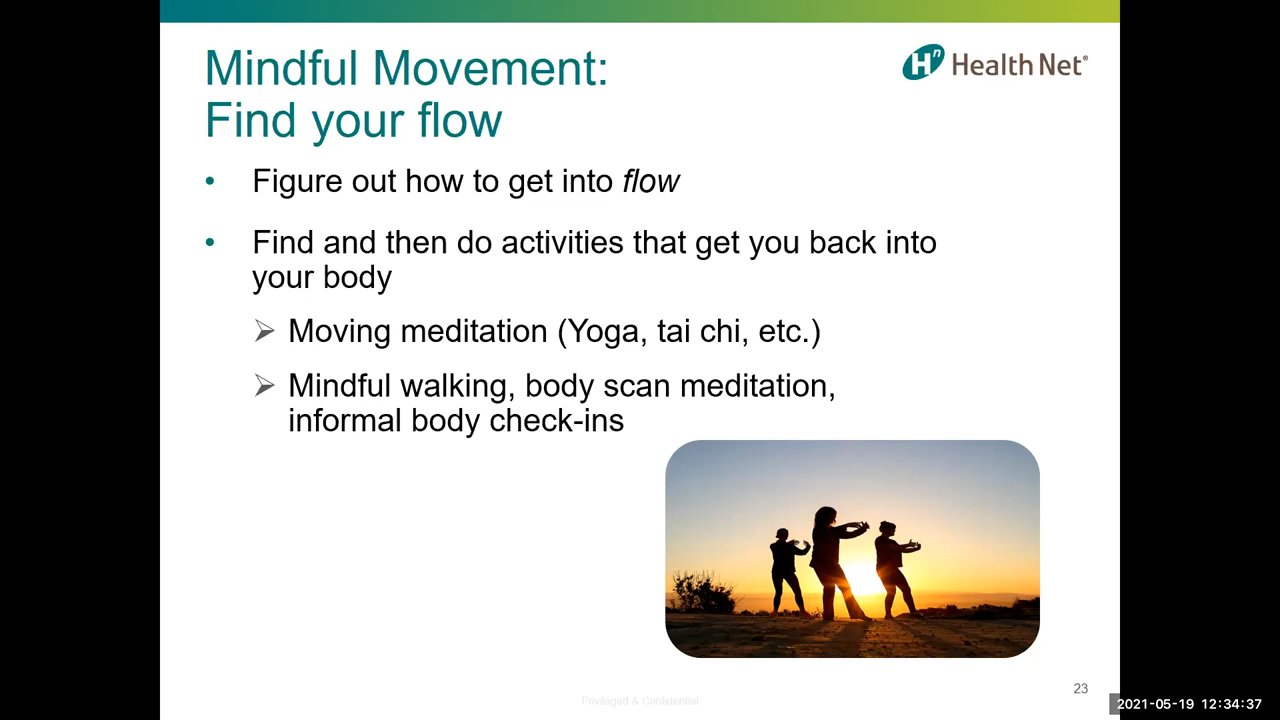 Mindful Movement:
Find your flow
Hn Health Net®
• Figure out how to get into flow
• Find and then do activities that get you back into
your body
➢ Moving meditation (Yoga, tai chi, etc.)
➢ Mindful walking, body scan meditation,
informal body check-ins
23
Privileged & Confidential
2021-05-19 12:34:37